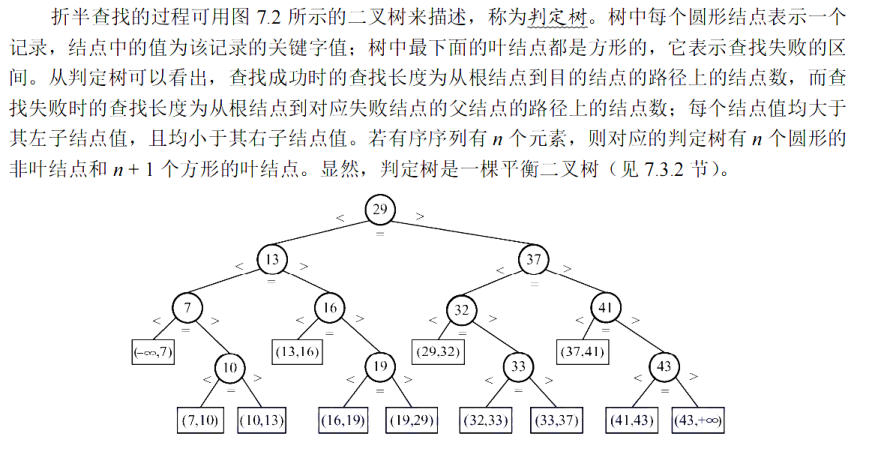 折半查找的过程可用图 7.2 所示的二叉树来描述，称为判定树。树中每个圆形结点表示一个
记录，结点中的值为该记录的关键字值；树中最下面的叶结点都是方形的，它表示查找失败的区
间。从判定树可以看出，查找成功时的查找长度为从根结点到目的结点的路径上的结点数，而查
找失败时的查找长度为从根结点到对应失败结点的父结点的路径上的结点数；每个结点值均大于
其左子结点值，且均小于其右子结点值。若有序序列有 n 个元素，则对应的判定树有 n 个圆形的
非叶结点和 n + 1 个方形的叶结点。显然，判定树是一棵平衡二叉树（见 7.3.2 节）。
< 29 >
=
< 13 > < 37 >
= =
< 7 > < 16 > < 32 > < 41 >
= = = =
(−∞,7) (13,16) (29,32) (37,41)
< 10 > < 19 > < 33 > < 43 >
= = = =
(7,10) (10,13) (16,19) (19,29) (32,33) (33,37) (41,43) (43,+∞)